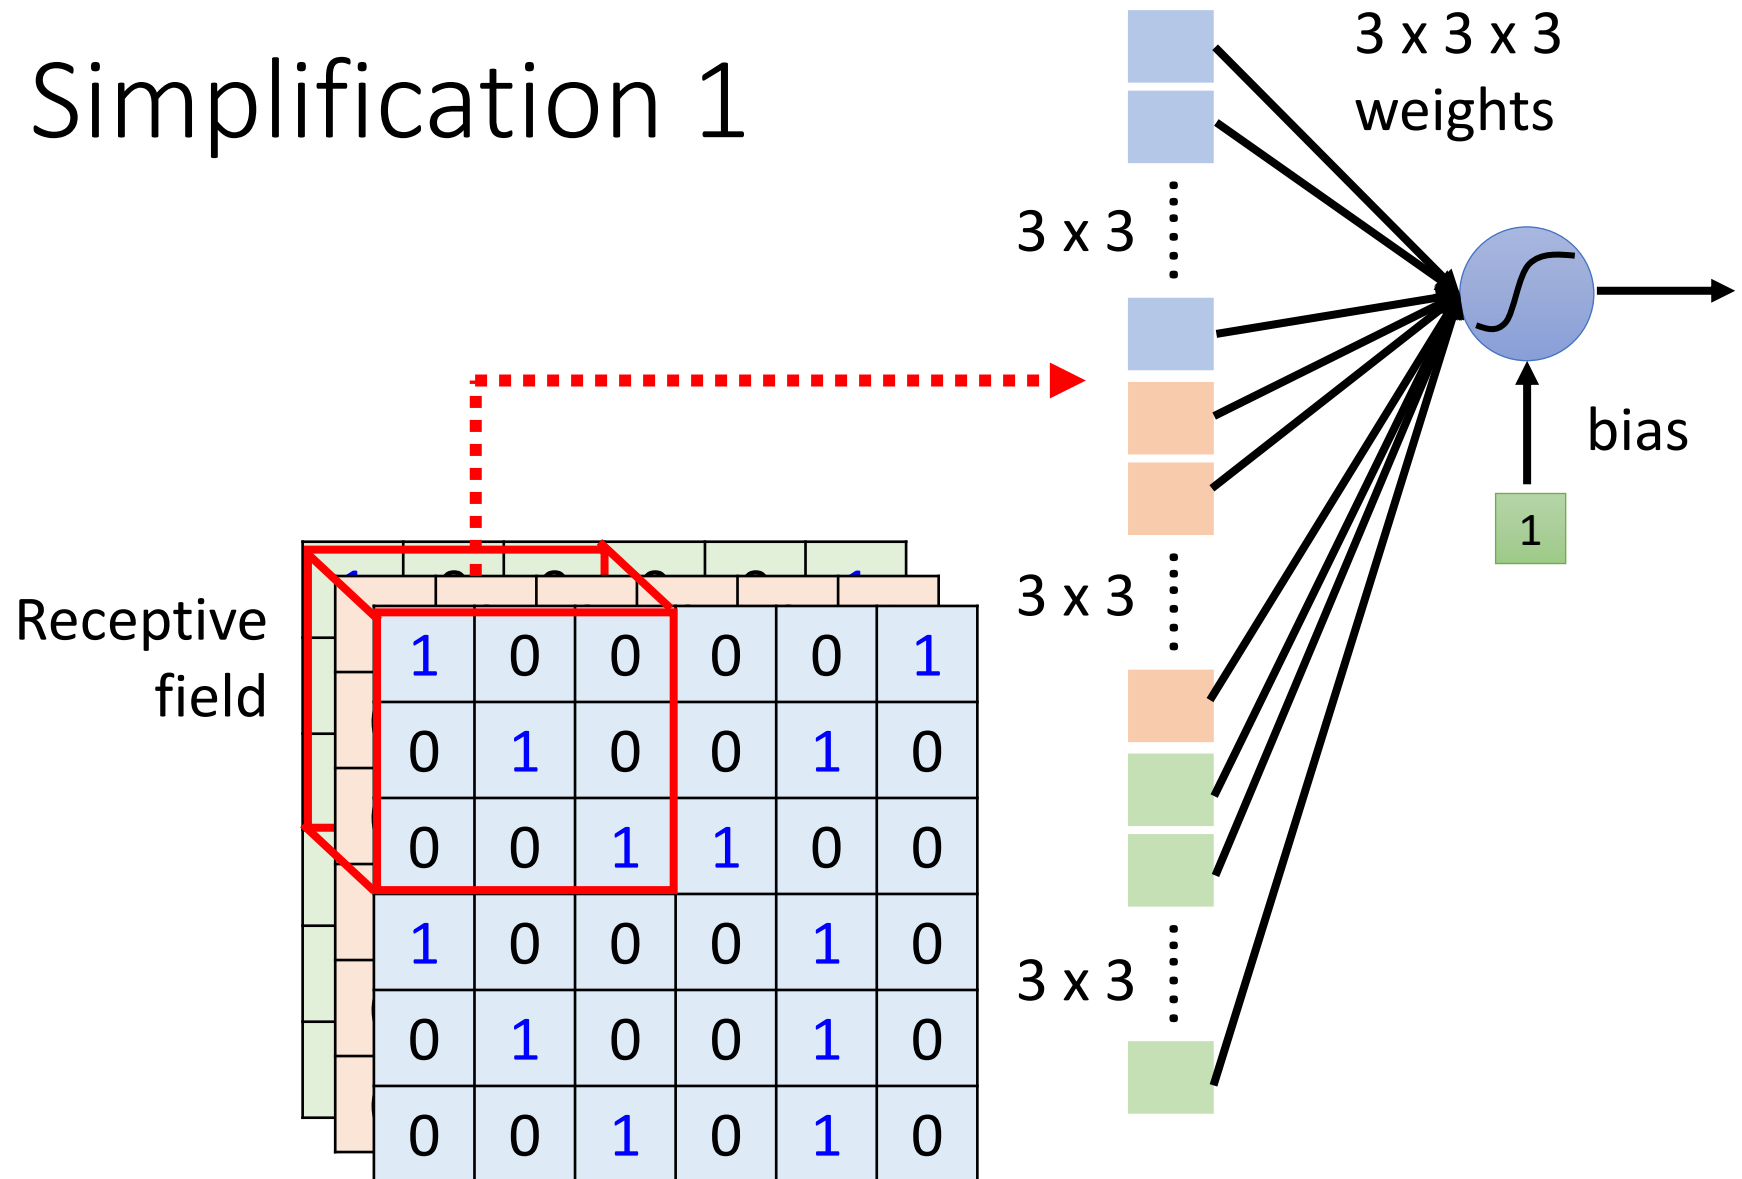 Simplification 1
3 x 3 x 3
weights
3 x 3
bias
1
3 x 3
Receptive
field
1 0 0 0 0 1
0 1 0 0 1 0
0 0 1 1 0 0
1 0 0 0 1 0
0 1 0 0 1 0
0 0 1 0 1 0
3 x 3